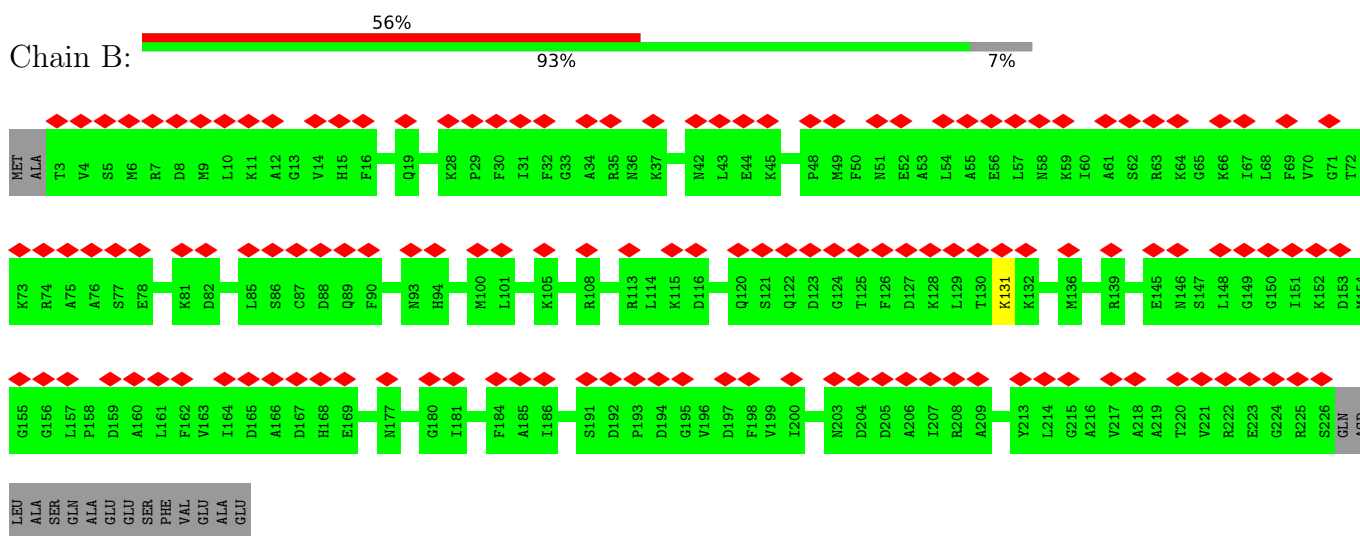 56%
Chain B:
93% 7%
MET ALA T3 V4 S5 M6 R7 D8 M9 L10 K11 A12 G13 V14 H15 F16 Q19 K28 P29 F30 I31 F32 G33 A34 R35 N36 K37 N42 L43 E44 K45 P48 M49 F50 N51 E52 A53 L54 A55 E56 L57 N58 K59 I60 A61 S62 R63 K64 G65 K66 I67 L68 F69 V70 G71 T72
K73 R74 A75 A76 S77 E78 K81 D82 L85 S86 C87 D88 Q89 F90 N93 H94 M100 L101 K105 R108 R113 L114 K115 D116 Q120 S121 Q122 D123 G124 T125 F126 D127 K128 L129 T130 K131 K132 M136 R139 E145 N146 S147 L148 G149 G150 I151 K152 D153 M154
G155 G156 L157 P158 D159 A160 L161 F162 V163 I164 D165 A166 D167 H168 E169 N177 G180 I181 F184 A185 I186 S191 D192 P193 D194 G195 V196 D197 F198 V199 I200 N203 D204 D205 A206 I207 R208 A209 Y213 L214 G215 A216 V217 A218 A219 T220 V221 R222 E223 G224 R225 S226 GLN ASP
LEU ALA SER GLN ALA GLU GLU SER PHE VAL GLU ALA GLU